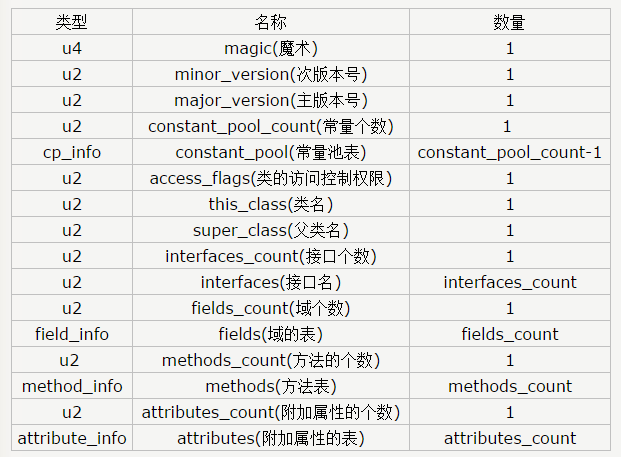 类型 名称 数量
u4 magic(魔术) 1
u2 minor_version(次版本号) 1
u2 major_version(主版本号) 1
u2 constant_pool_count(常量个数) 1
cp_info constant_pool(常量池表) constant_pool_count-1
u2 access_flags(类的访问控制权限) 1
u2 this_class(类名) 1
u2 super_class(父类名) 1
u2 interfaces_count(接口个数) 1
u2 interfaces(接口名) interfaces_count
u2 fields_count(域个数) 1
field_info fields(域的表) fields_count
u2 methods_count(方法的个数) 1
method_info methods(方法表) methods_count
u2 attributes_count(附加属性的个数) 1
attribute_info attributes(附加属性的表) attributes_count